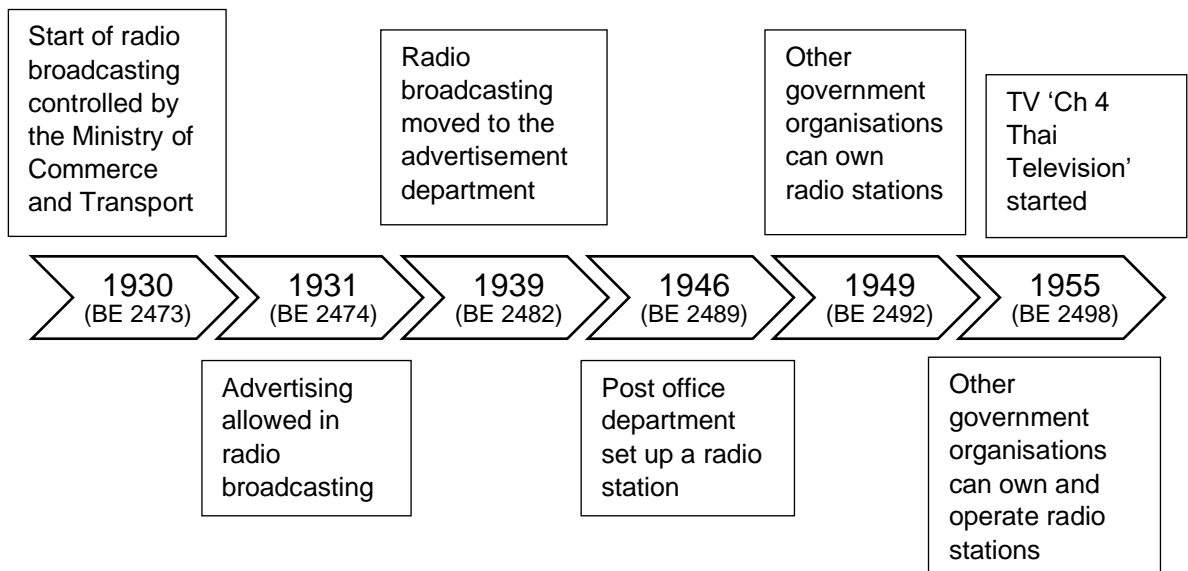 Start of radio
broadcasting
controlled by
the Ministry of
Commerce
and Transport
Radio
broadcasting
moved to the
advertisement
department
Other
government
organisations
can own
radio stations
TV ‘Ch 4
Thai
Television’
started
1930
(BE 2473)
1931
(BE 2474)
1939
(BE 2482)
1946
(BE 2489)
1949
(BE 2492)
1955
(BE 2498)
Advertising
allowed in
radio
broadcasting
Post office
department
set up a radio
station
Other
government
organisations
can own and
operate radio
stations